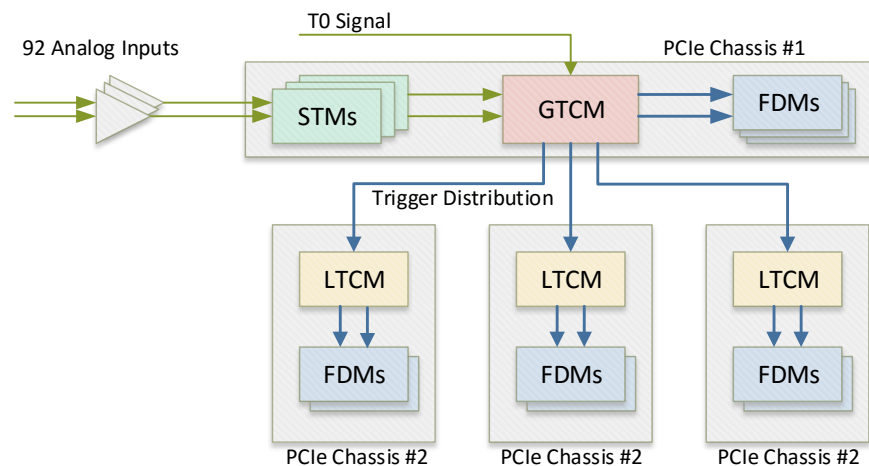 T0 Signal
92 Analog Inputs
PCIe Chassis #1
STMs
GTCM
FDMs
Trigger Distribution
LTCM
LTCM
LTCM
FDMs
FDMs
FDMs
PCIe Chassis #2
PCIe Chassis #2
PCIe Chassis #2